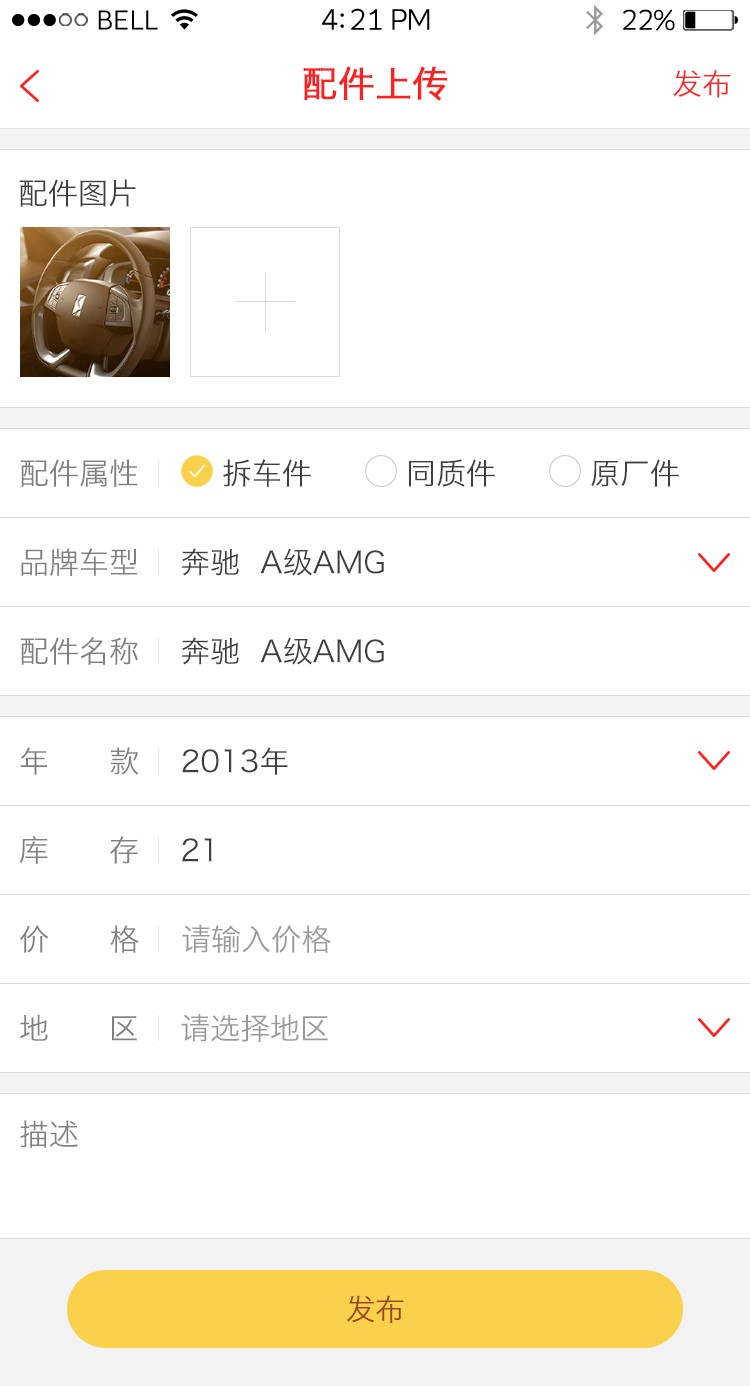 BELL 4:21 PM 22%
配件上传 发布
配件图片
配件属性 拆车件 同质件 原厂件
品牌车型 奔驰 A级AMG
配件名称 奔驰 A级AMG
年 款 2013年
库 存 21
价 格 请输入价格
地 区 请选择地区
描述
发布